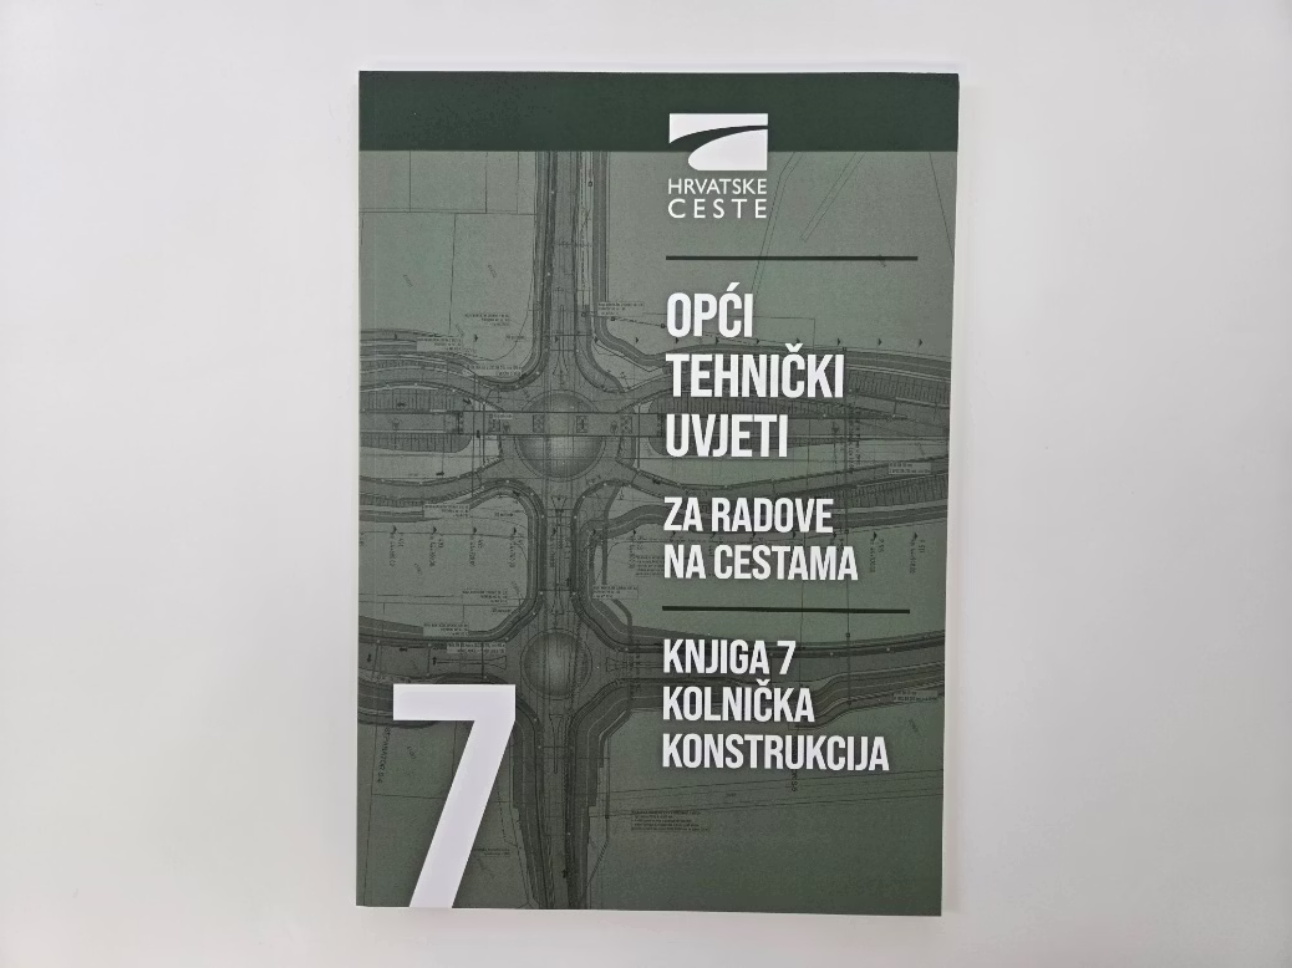 HRVATSKE
CESTE
OPĆI
TEHNIČKI
UVJETI
ZA RADOVE
NA CESTAMA
KNJIGA 7
KOLNIČKA
KONSTRUKCIJA
7